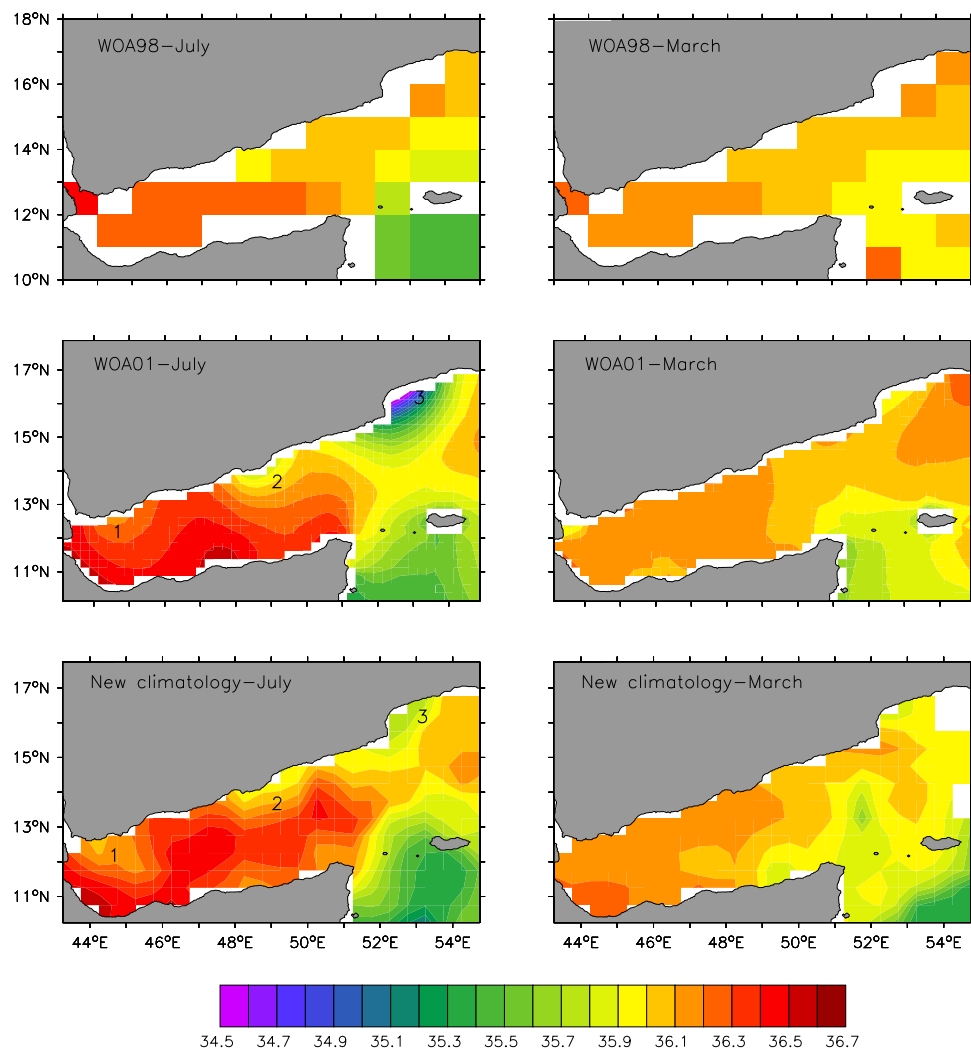 18°N
16°N
14°N
12°N
10°N
WOA98-July
WOA98-March
17°N
15°N
13°N
11°N
WOA01-July
1
2
3
WOA01-March
17°N
15°N
13°N
11°N
New climatology-July
1
2
3
New climatology-March
44°E 46°E 48°E 50°E 52°E 54°E
44°E 46°E 48°E 50°E 52°E 54°E
34.5 34.7 34.9 35.1 35.3 35.5 35.7 35.9 36.1 36.3 36.5 36.7